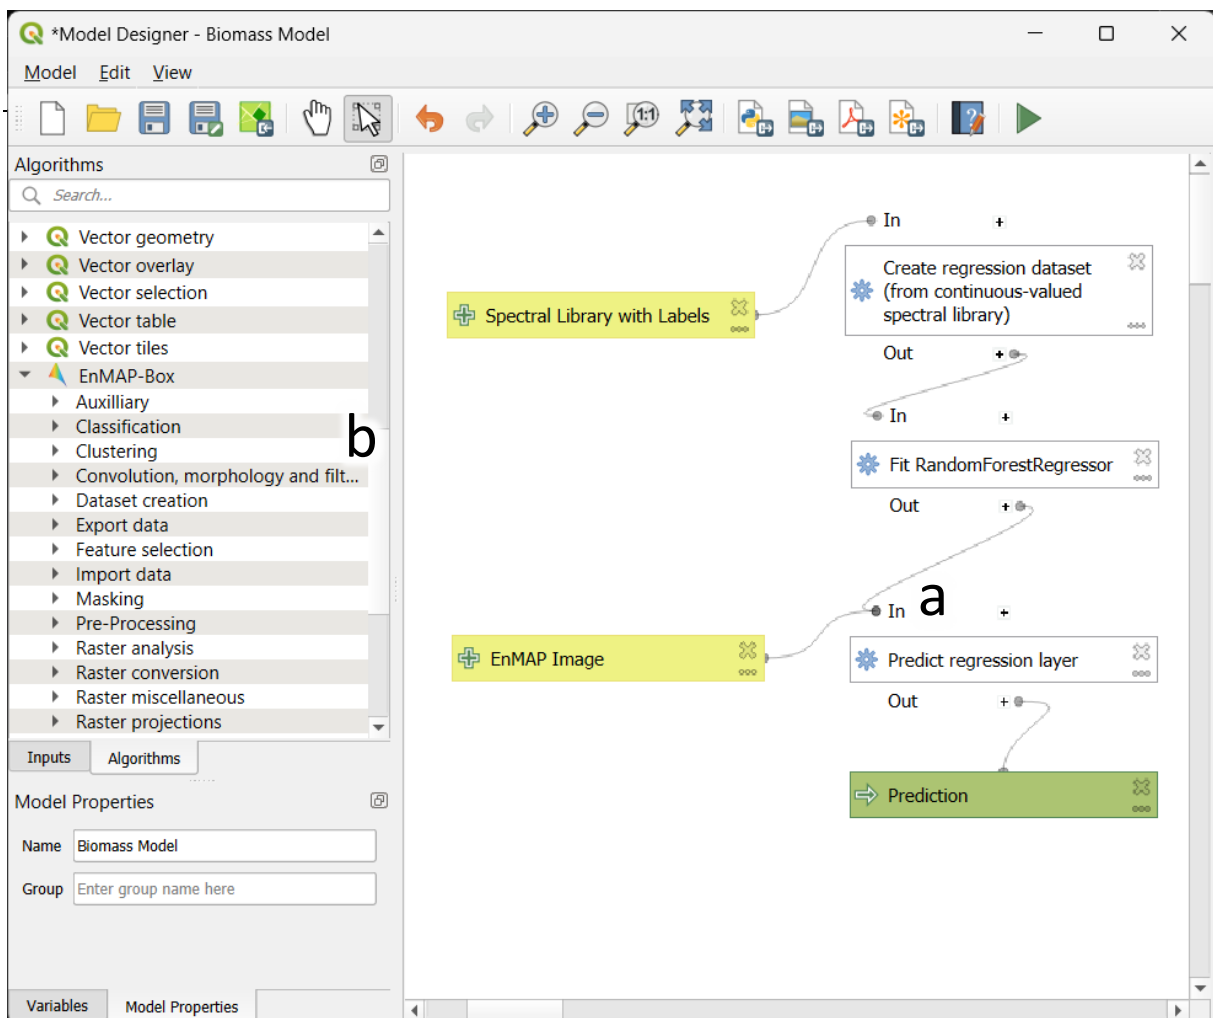 *Model Designer - Biomass Model
Model Edit View
1:1
Algorithms
Search...
Vector geometry
Vector overlay
Vector selection
Vector table
Vector tiles
EnMAP-Box
Auxilliary
Classification
Clustering
Convolution, morphology and filt...
Dataset creation
Export data
Feature selection
Import data
Masking
Pre-Processing
Raster analysis
Raster conversion
Raster miscellaneous
Raster projections
b
Inputs Algorithms
Model Properties
Name Biomass Model
Group Enter group name here
Variables Model Properties
In +
Spectral Library with Labels
Create regression dataset
(from continuous-valued
spectral library)
Out +
In +
Fit RandomForestRegressor
Out +
In a +
EnMAP Image
Predict regression layer
Out +
Prediction